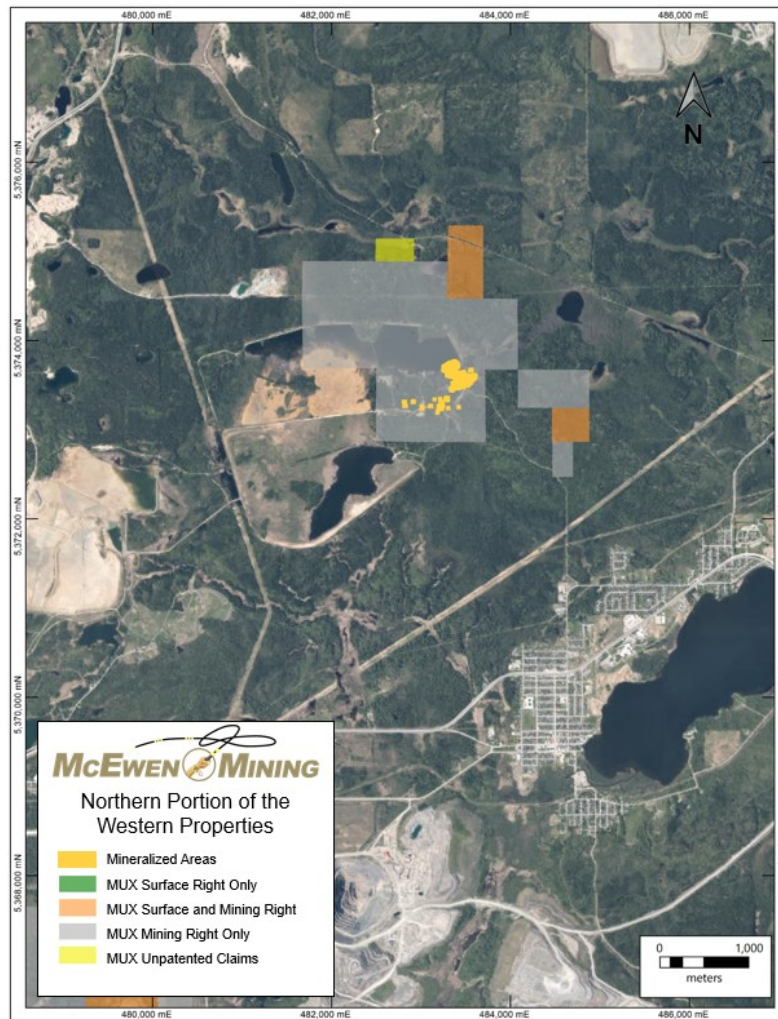 480,000 mE 482,000 mE 484,000 mE 486,000 mE
N
5,376,000 mN
5,374,000 mN
5,372,000 mN
5,370,000 mN
5,368,000 mN
McEwen Mining
Northern Portion of the
Western Properties
Mineralized Areas
MUX Surface Right Only
MUX Surface and Mining Right
MUX Mining Right Only
MUX Unpatented Claims
0 1,000
meters
480,000 mE 482,000 mE 484,000 mE 486,000 mE